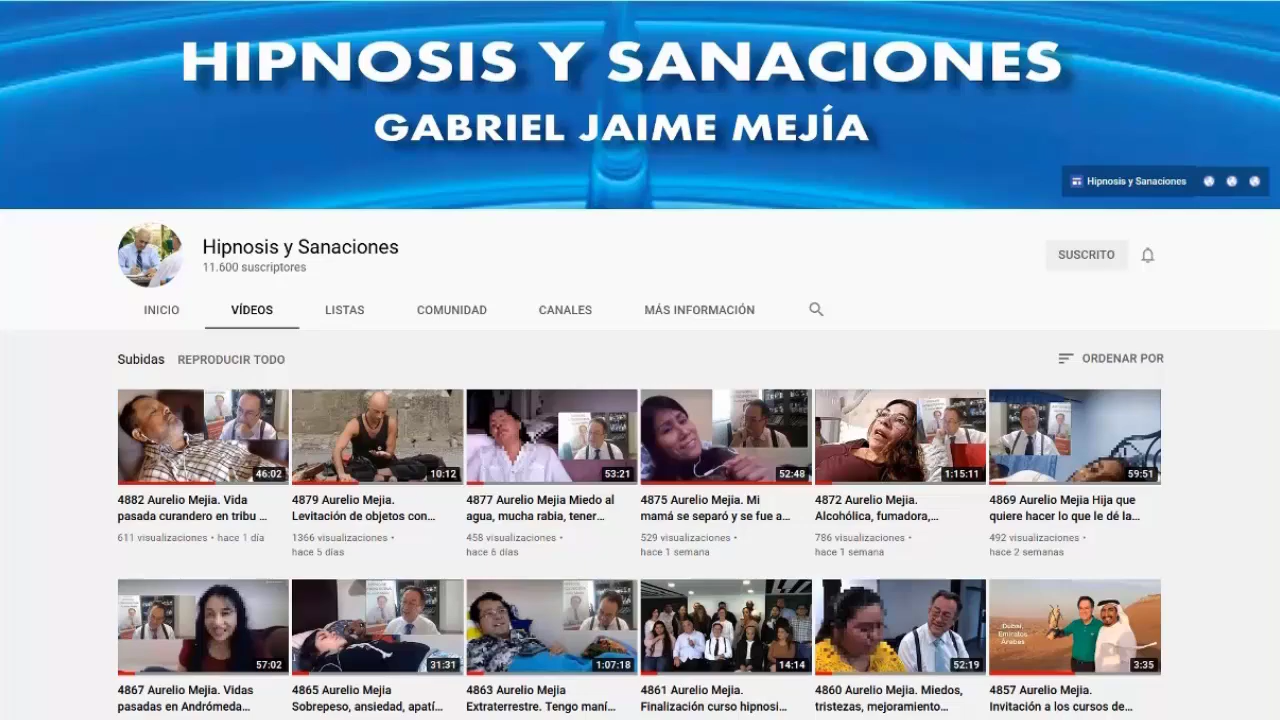 HIPNOSIS Y SANACIONES
GABRIEL JAIME MEJÍA
Hipnosis y Sanaciones
Hipnosis y Sanaciones
11.600 suscriptores
SUSCRITO
INICIO VÍDEOS LISTAS COMUNIDAD CANALES MÁS INFORMACIÓN
Subidas REPRODUCIR TODO
ORDENAR POR
46:02
10:12
53:21
52:48
1:15:11
59:51
4882 Aurelio Mejia. Vida
pasada curandero en tribu ...
611 visualizaciones • hace 1 día
4879 Aurelio Mejia.
Levitación de objetos con...
1366 visualizaciones •
hace 5 días
4877 Aurelio Mejia Miedo al
agua, mucha rabia, tener...
458 visualizaciones •
hace 6 días
4875 Aurelio Mejia. Mi
mamá se separó y se fue a...
529 visualizaciones •
hace 1 semana
4872 Aurelio Mejia.
Alcohólica, fumadora,...
786 visualizaciones •
hace 1 semana
4869 Aurelio Mejia Hija que
quiere hacer lo que le dé la...
492 visualizaciones •
hace 2 semanas
57:02
31:31
1:07:18
14:14
52:19
Dubai,
Emiratos,
Árabes
3:35
4867 Aurelio Mejia. Vidas
pasadas en Andrómeda...
4865 Aurelio Mejia
Sobrepeso, ansiedad, apatí...
4863 Aurelio Mejia
Extraterrestre. Tengo maní...
4861 Aurelio Mejia.
Finalización curso hipnosi...
4860 Aurelio Mejia. Miedos,
tristezas, mejoramiento...
4857 Aurelio Mejia.
Invitación a los cursos de...